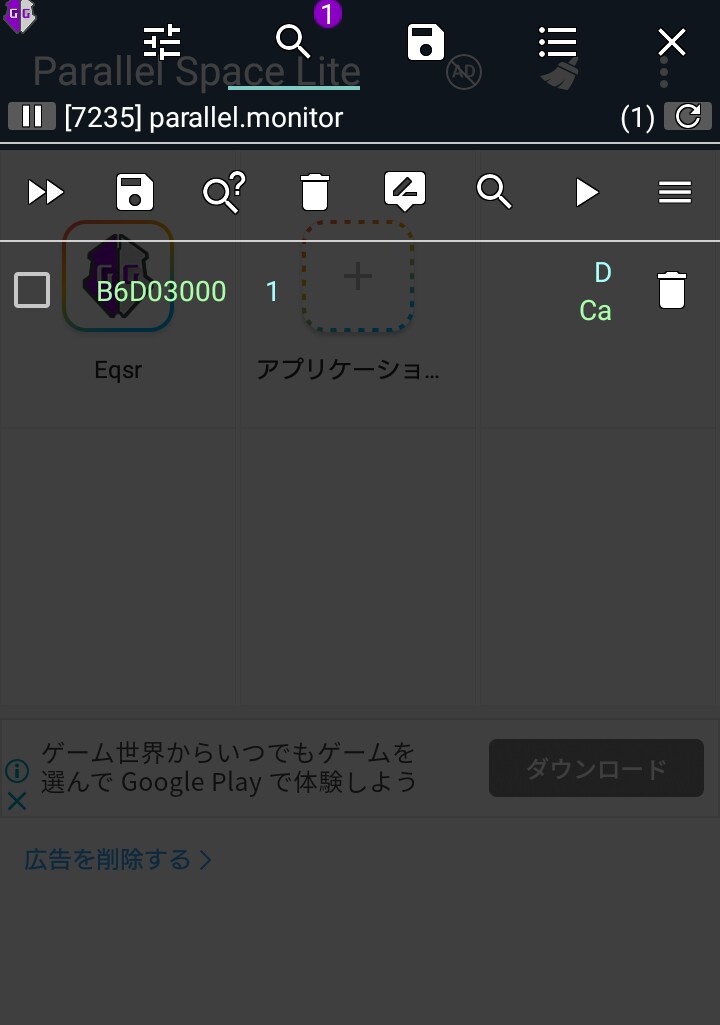 GG
1
Parallel Space Lite
AD
[7235] parallel.monitor
(1)
?
B6D03000
1
D
Ca
GG
+
Eqsr
アプリケーショ...
ゲーム世界からいつでもゲームを
選んで Google Play で体験しよう
ダウンロード
広告を削除する